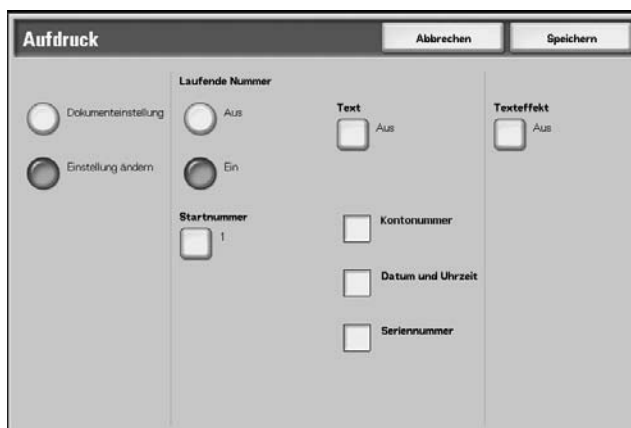 Aufdruck
Abbrechen
Speichern
Dokumenteinstellung
Einstellung ändern
Laufende Nummer
Aus
Ein
Startnummer
1
Text
Aus
Kontonummer
Datum und Uhrzeit
Seriennummer
Texteffekt
Aus